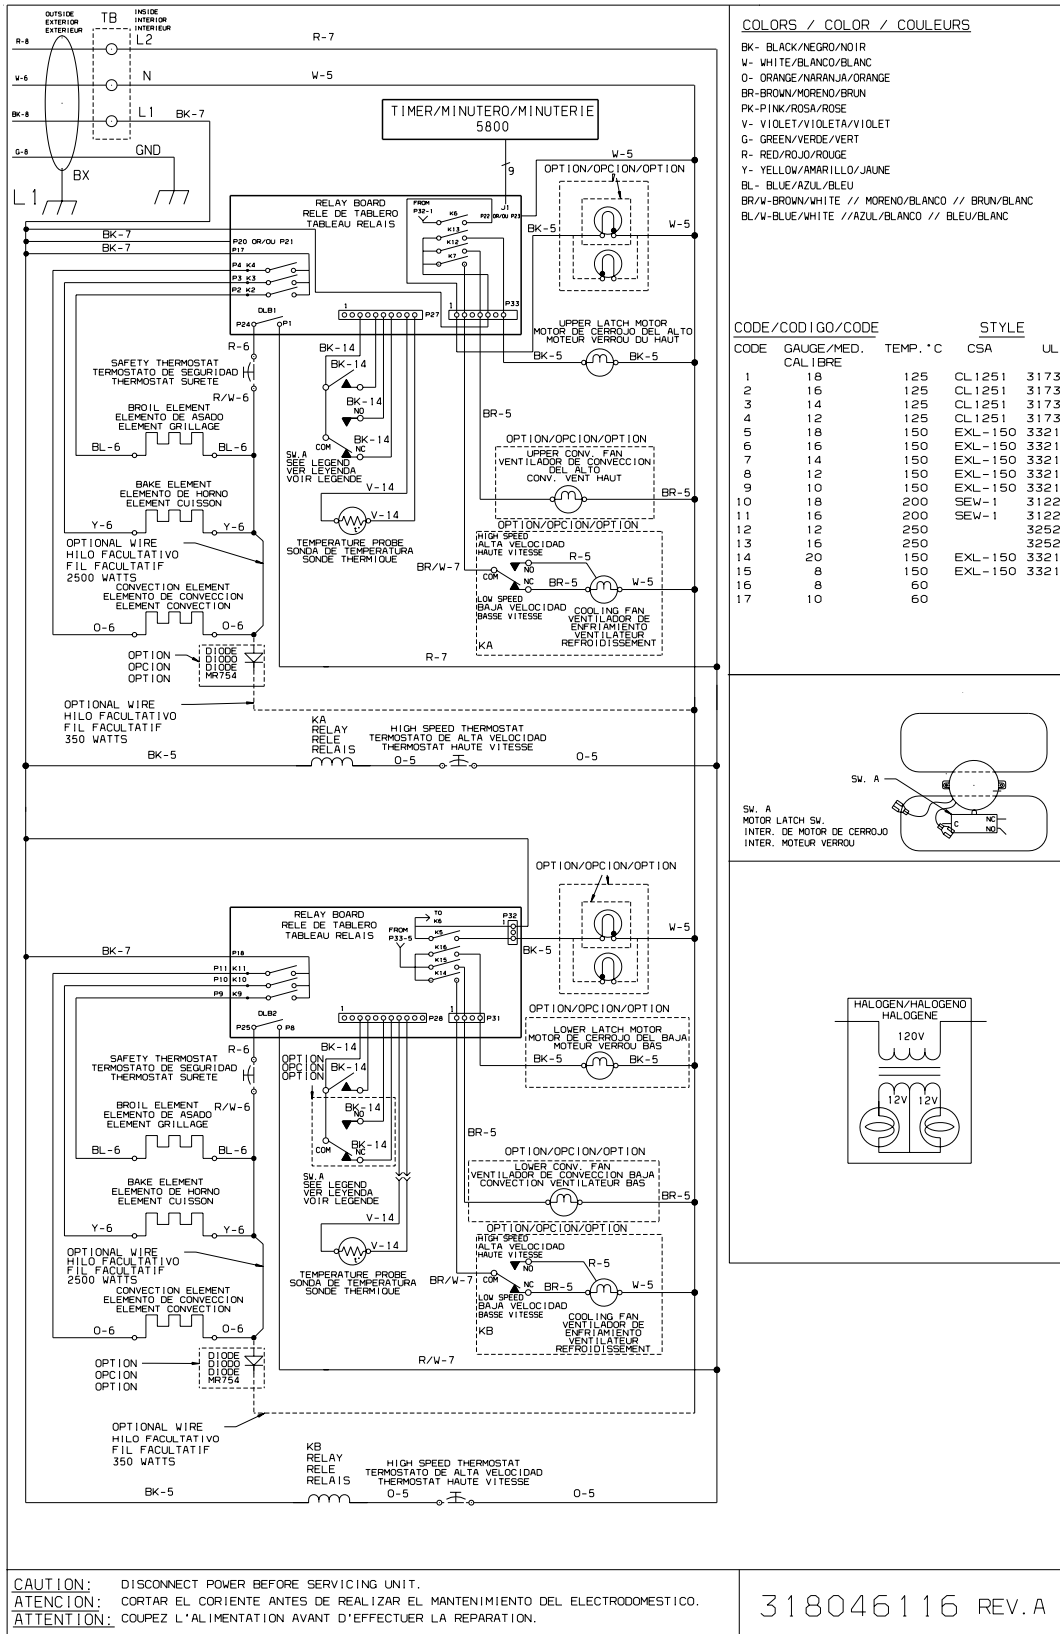 OUTSIDE
EXTERIOR
EXTERIEUR
TB
INSIDE
INTERIOR
INTERIEUR
R-8
L2
R-7
W-6
N
W-5
BK-8
L1
BK-7
G-8
GND
BX
L1
TIMER/MINUTERO/MINUTERIE
5800
9
W-5
OPTION/OPCION/OPTION
W-5
BK-5
RELAY BOARD
RELE DE TABLERO
TABLEAU RELAIS
FROM
P32-1
K6
J1
P22 OR/OU P23
K13
K12
K7
BK-7
BK-7
P20 OR/OU P21
P17
P4 K4
P3 K3
P2 K2
DLB1
P24
P1
1
P27
1
P33
R-6
SAFETY THERMOSTAT
TERMOSTATO DE SEGURIDAD
THERMOSTAT SURETE
R/W-6
BROIL ELEMENT
ELEMENTO DE ASADO
ELEMENT GRILLAGE
BL-6
BL-6
BAKE ELEMENT
ELEMENTO DE HORNO
ELEMENT CUISSON
Y-6
Y-6
OPTIONAL WIRE
HILO FACULTATIVO
FIL FACULTATIF
2500 WATTS
CONVECTION ELEMENT
ELEMENTO DE CONVECCION
ELEMENT CONVECTION
O-6
O-6
OPTION
OPCION
OPTION
DIODE
DIODO
DIODE
MR754
OPTIONAL WIRE
HILO FACULTATIVO
FIL FACULTATIF
350 WATTS
BK-14
BK-14
BK-14
NO
BK-14
COM
NC
SW.A
SEE LEGEND
VER LEYENDA
VOIR LEGENDE
V-14
V-14
TEMPERATURE PROBE
SONDA DE TEMPERATURA
SONDE THERMIQUE
UPPER LATCH MOTOR
MOTOR DE CERROJO DEL ALTO
MOTEUR VERROU DU HAUT
BK-5
BK-5
BR-5
OPTION/OPCION/OPTION
UPPER CONV. FAN
VENTILADOR DE CONVECCION
DEL ALTO
CONV. VENT HAUT
BR-5
OPTION/OPCION/OPTION
HIGH SPEED
ALTA VELOCIDAD
HAUTE VITESSE
R-5
NO
BR/W-7
COM
NC
BR-5
W-5
LOW SPEED
BAJA VELOCIDAD
BASSE VITESSE
COOLING FAN
VENTILADOR DE
ENFRIAMIENTO
VENTILATEUR
REFROIDISSEMENT
KA
R-7
KA
RELAY
RELE
RELAIS
HIGH SPEED THERMOSTAT
TERMOSTATO DE ALTA VELOCIDAD
THERMOSTAT HAUTE VITESSE
BK-5
O-5
O-5
OPTION/OPCION/OPTION
RELAY BOARD
RELE DE TABLERO
TABLEAU RELAIS
TO
K6
P32
1
FROM
P33-5
K5
K16
K15
K14
W-5
BK-5
BK-7
P18
P11 K11
P10 K10
P9 K9
DLB2
P25
P8
1
P28
1
P31
OPTION/OPCION/OPTION
LOWER LATCH MOTOR
MOTOR DE CERROJO DEL BAJA
MOTEUR VERROU BAS
BK-5
BK-5
R-6
SAFETY THERMOSTAT
TERMOSTATO DE SEGURIDAD
THERMOSTAT SURETE
BK-14
OPTION
OPCION
OPTION
BK-14
R/W-6
BROIL ELEMENT
ELEMENTO DE ASADO
ELEMENT GRILLAGE
BK-14
NO
BK-14
COM
NC
BL-6
BL-6
SW.A
SEE LEGEND
VER LEYENDA
VOIR LEGENDE
BR-5
OPTION/OPCION/OPTION
LOWER CONV. FAN
VENTILADOR DE CONVECCION BAJA
CONVECTION VENTILATEUR BAS
BR-5
BAKE ELEMENT
ELEMENTO DE HORNO
ELEMENT CUISSON
Y-6
Y-6
V-14
V-14
TEMPERATURE PROBE
SONDA DE TEMPERATURA
SONDE THERMIQUE
OPTIONAL WIRE
HILO FACULTATIVO
FIL FACULTATIF
2500 WATTS
CONVECTION ELEMENT
ELEMENTO DE CONVECCION
ELEMENT CONVECTION
O-6
O-6
OPTION/OPCION/OPTION
HIGH SPEED
ALTA VELOCIDAD
HAUTE VITESSE
R-5
NO
BR/W-7
COM
NC
BR-5
W-5
LOW SPEED
BAJA VELOCIDAD
BASSE VITESSE
COOLING FAN
VENTILADOR DE
ENFRIAMIENTO
VENTILATEUR
REFROIDISSEMENT
KB
OPTION
OPCION
OPTION
DIODE
DIODO
DIODE
MR754
R/W-7
OPTIONAL WIRE
HILO FACULTATIVO
FIL FACULTATIF
350 WATTS
KB
RELAY
RELE
RELAIS
HIGH SPEED THERMOSTAT
TERMOSTATO DE ALTA VELOCIDAD
THERMOSTAT HAUTE VITESSE
BK-5
O-5
O-5
COLORS / COLOR / COULEURS
BK- BLACK/NEGRO/NOIR
W- WHITE/BLANCO/BLANC
O- ORANGE/NARANJA/ORANGE
BR-BROWN/MORENO/BRUN
PK-PINK/ROSA/ROSE
V- VIOLET/VIOLETA/VIOLET
G- GREEN/VERDE/VERT
R- RED/ROJO/ROUGE
Y- YELLOW/AMARILLO/JAUNE
BL- BLUE/AZUL/BLEU
BR/W-BROWN/WHITE // MORENO/BLANCO // BRUN/BLANC
BL/W-BLUE/WHITE //AZUL/BLANCO // BLEU/BLANC
CODE/CODIGO/CODE STYLE
CODE GAUGE/MED. TEMP.°C CSA UL
CALIBRE
1 18 125 CL1251 3173
2 16 125 CL1251 3173
3 14 125 CL1251 3173
4 12 125 CL1251 3173
5 18 150 EXL-150 3321
6 16 150 EXL-150 3321
7 14 150 EXL-150 3321
8 12 150 EXL-150 3321
9 10 150 EXL-150 3321
10 18 200 SEW-1 3122
11 16 200 SEW-1 3122
12 12 250 3252
13 16 250 3252
14 20 150 EXL-150 3321
15 8 150 EXL-150 3321
16 8 60
17 10 60
SW. A
SW. A
MOTOR LATCH SW.
INTER. DE MOTOR DE CERROJO
INTER. MOTEUR VERROU
C
NC
NO
HALOGEN/HALOGENO
HALOGENE
120V
12V
12V
CAUTION: DISCONNECT POWER BEFORE SERVICING UNIT.
ATENCION: CORTAR EL CORIENTE ANTES DE REALIZAR EL MANTENIMIENTO DEL ELECTRODOMESTICO.
ATTENTION: COUPEZ L'ALIMENTATION AVANT D'EFFECTUER LA REPARATION.
318046116 REV.A